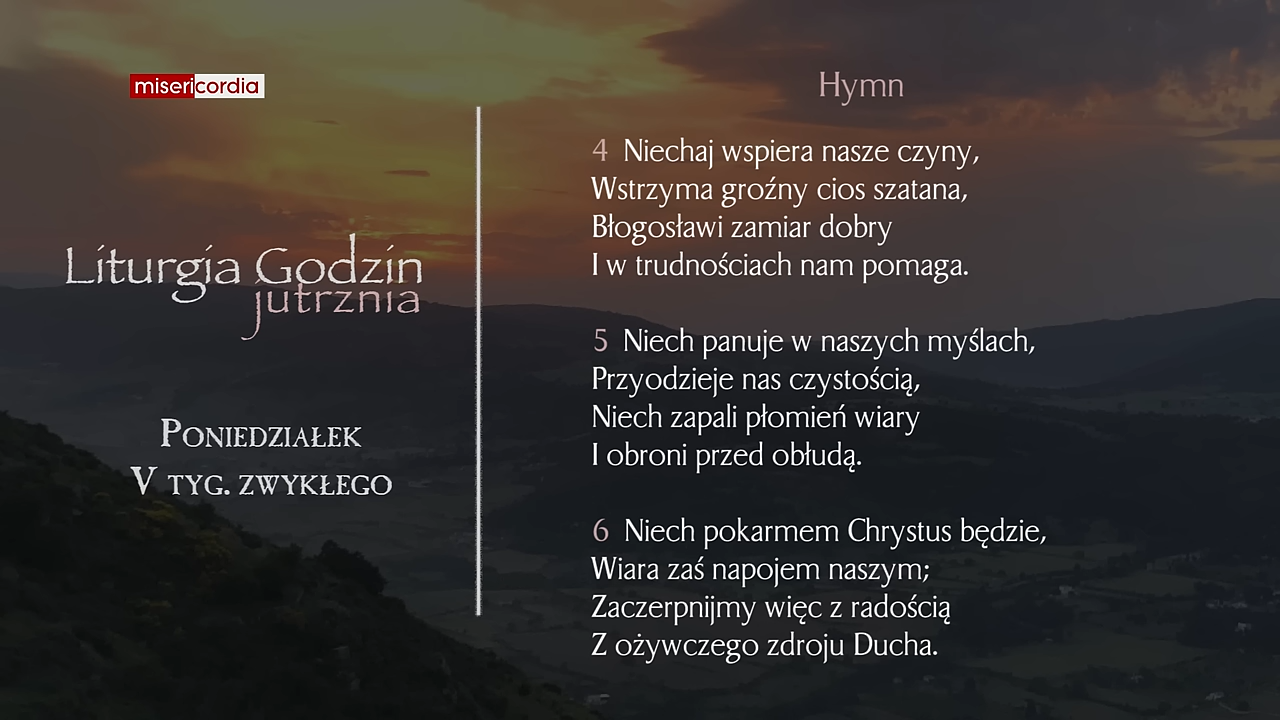 misericordia
Liturgia Godzin
jutrznia
Poniedziałek
V tyg. zwykłego
Hymn
4 Niechaj wspiera nasze czyny,
Wstrzyma groźny cios szatana,
Błogosławi zamiar dobry
I w trudnościach nam pomaga.
5 Niech panuje w naszych myślach,
Przyodzieje nas czystością,
Niech zapali płomień wiary
I obroni przed obłudą.
6 Niech pokarmem Chrystus będzie,
Wiara zaś napojem naszym;
Zaczerpnijmy więc z radością
Z ożywczego zdroju Ducha.